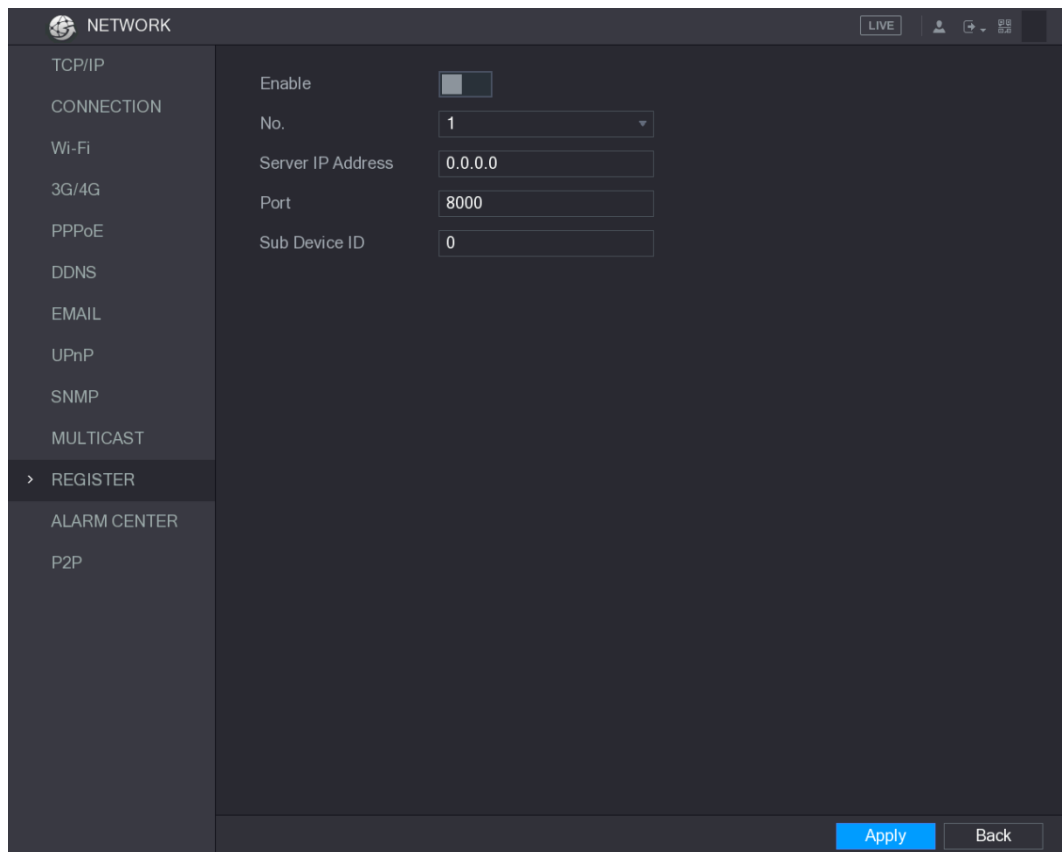 NETWORK
LIVE
TCP/IP
CONNECTION
Wi-Fi
3G/4G
PPPoE
DDNS
EMAIL
UPnP
SNMP
MULTICAST
REGISTER
ALARM CENTER
P2P
Enable
No. 1
Server IP Address 0.0.0.0
Port 8000
Sub Device ID 0
Apply Back